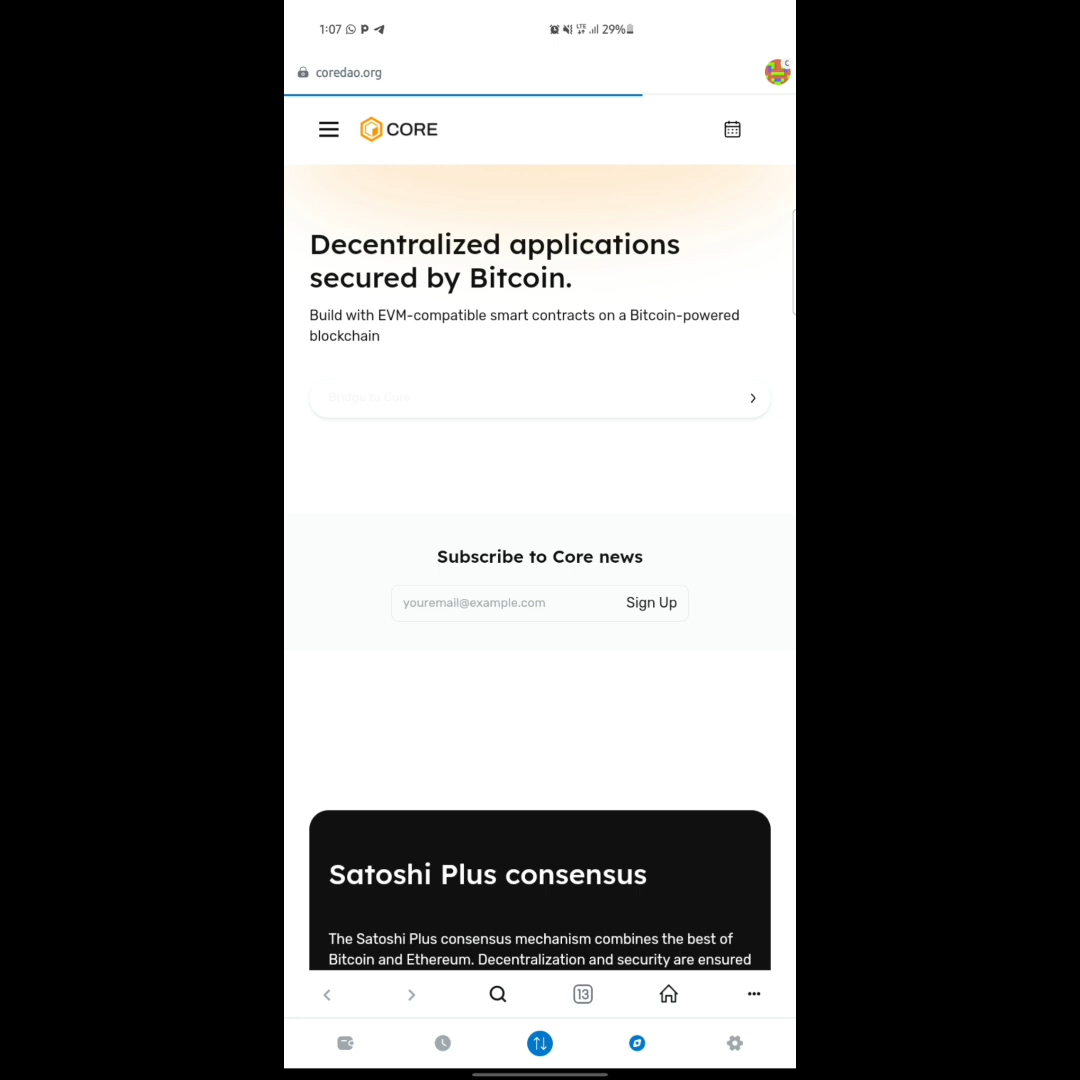 1:07
P
LTE
29%
coredao.org
C
CORE
Decentralized applications
secured by Bitcoin.
Build with EVM-compatible smart contracts on a Bitcoin-powered
blockchain
Bridge to Core
Subscribe to Core news
youremail@example.com Sign Up
Satoshi Plus consensus
The Satoshi Plus consensus mechanism combines the best of
Bitcoin and Ethereum. Decentralization and security are ensured
13